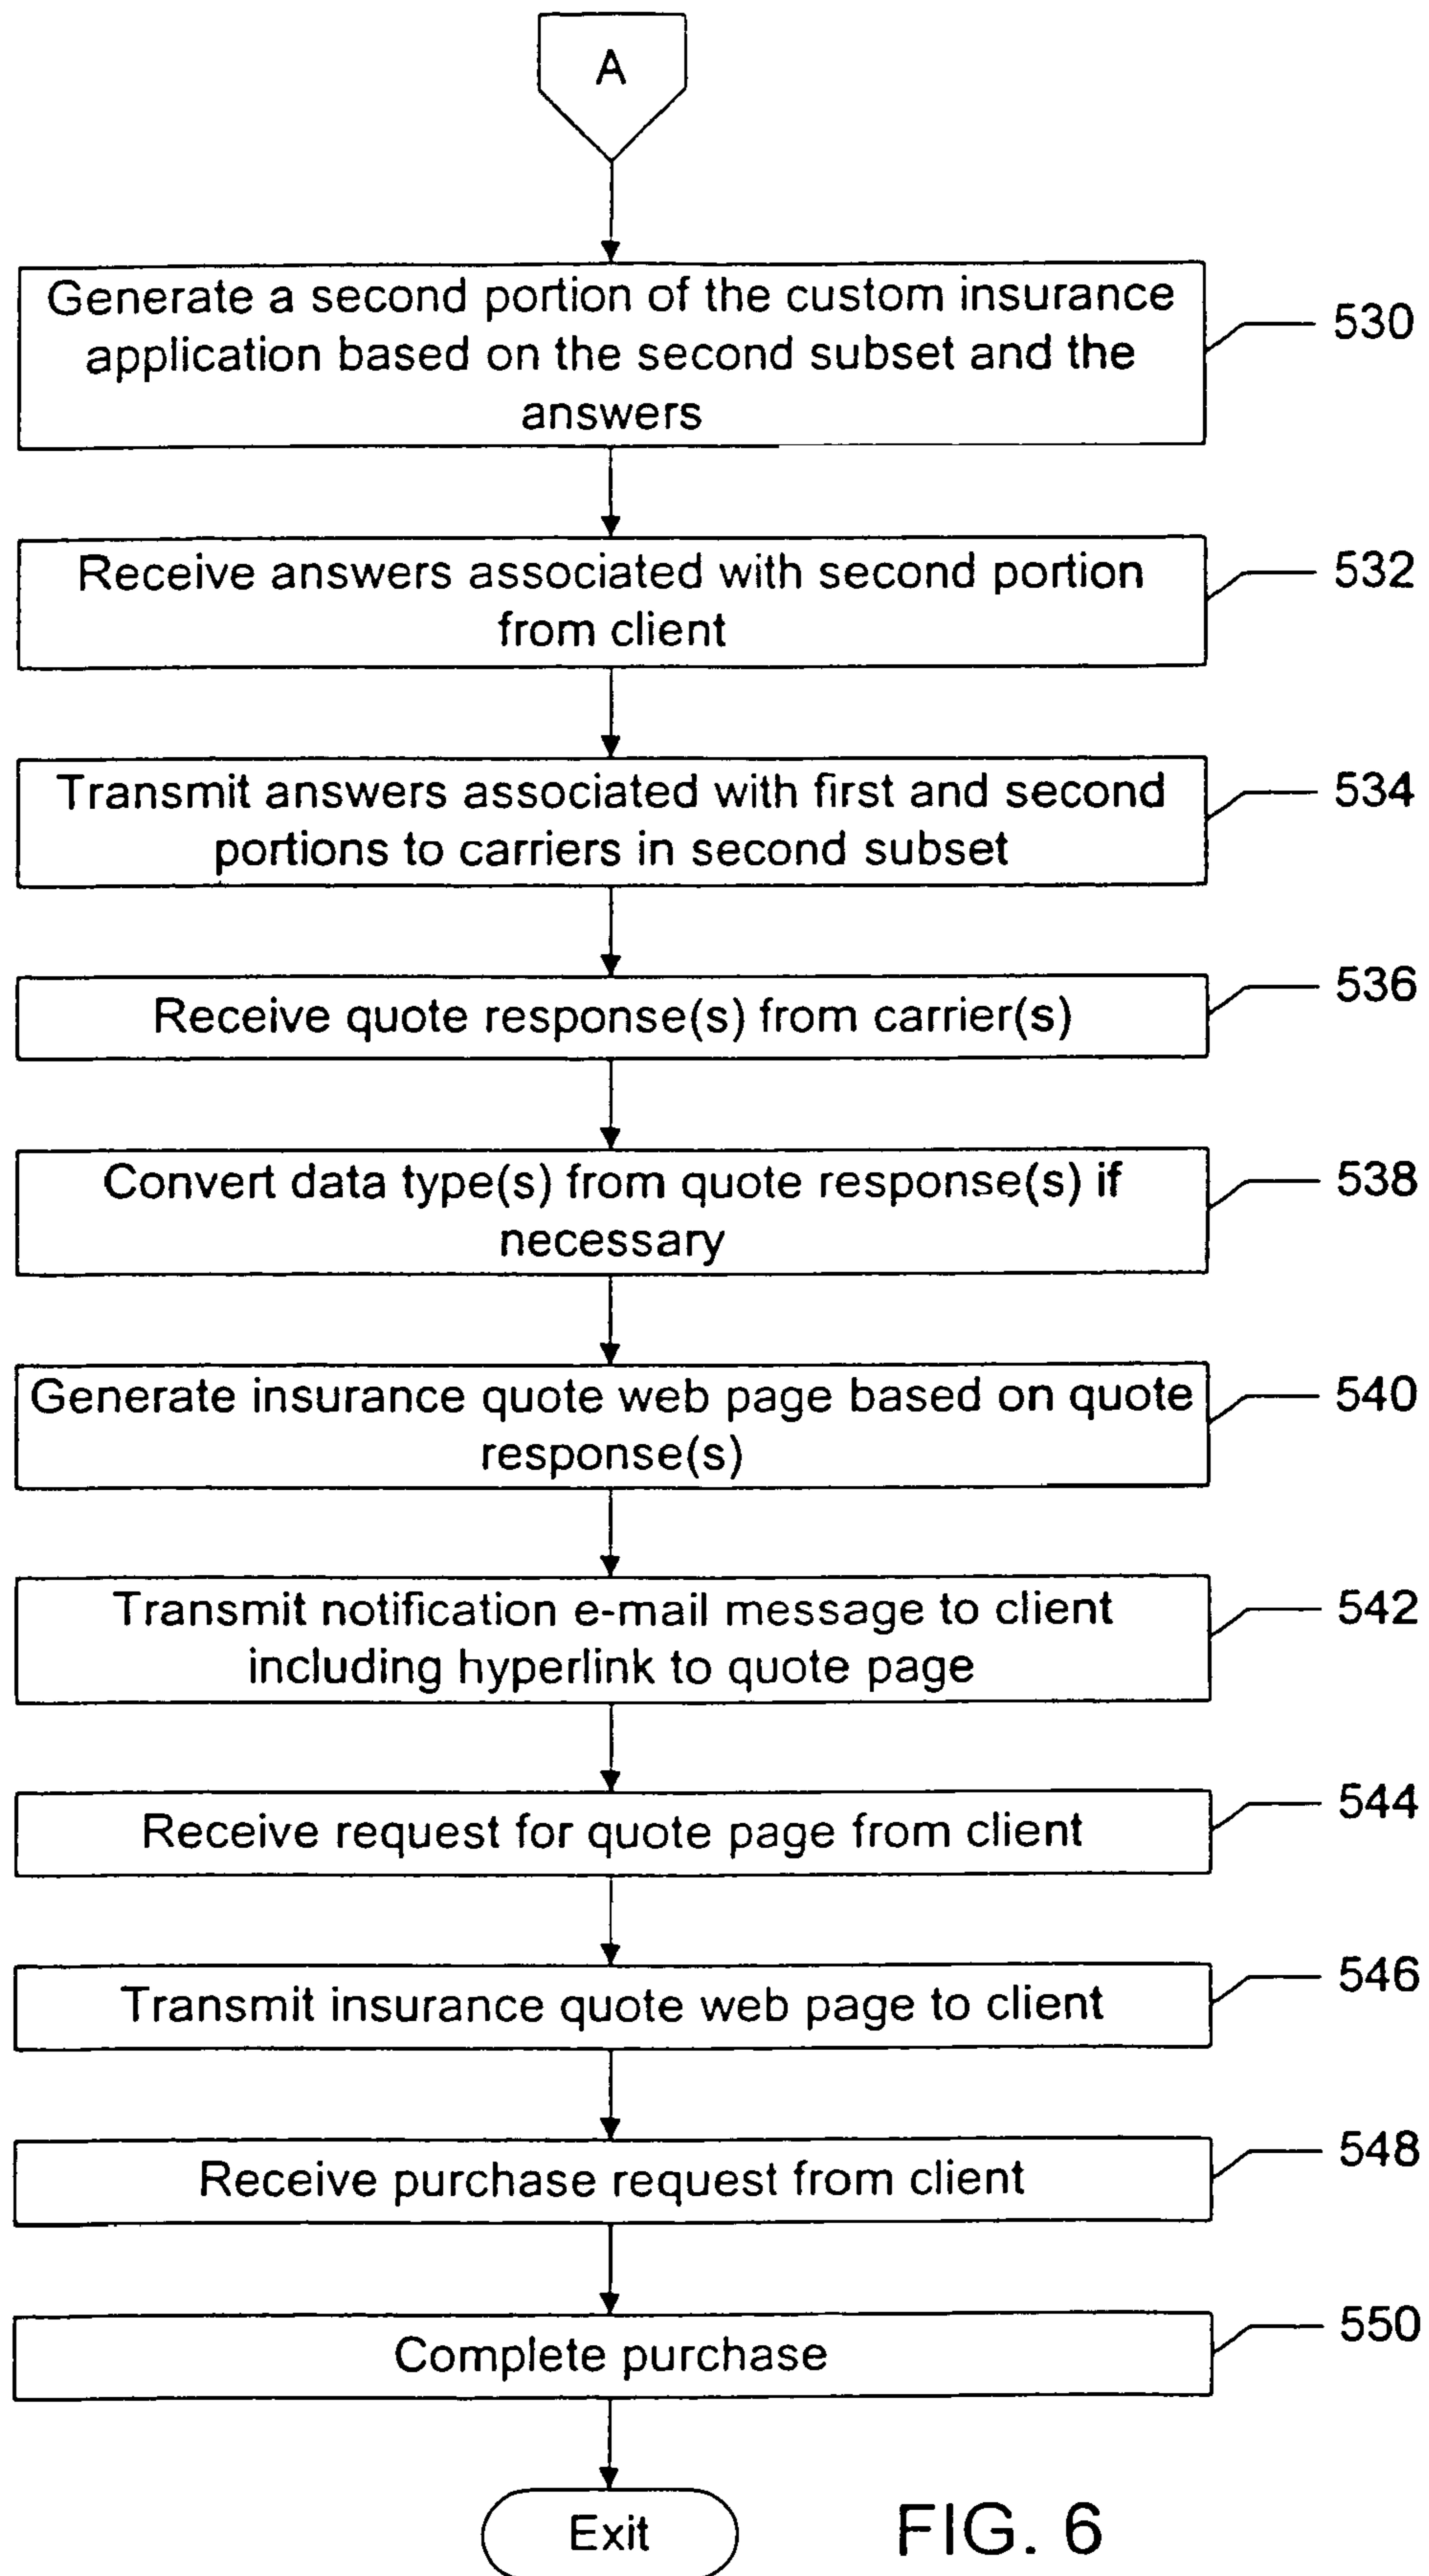 A
Generate a second portion of the custom insurance
application based on the second subset and the
answers
530
Receive answers associated with second portion
from client
532
Transmit answers associated with first and second
portions to carriers in second subset
534
Receive quote response(s) from carrier(s)
536
Convert data type(s) from quote response(s) if
necessary
538
Generate insurance quote web page based on quote
response(s)
540
Transmit notification e-mail message to client
including hyperlink to quote page
542
Receive request for quote page from client
544
Transmit insurance quote web page to client
546
Receive purchase request from client
548
Complete purchase
550
Exit
FIG. 6